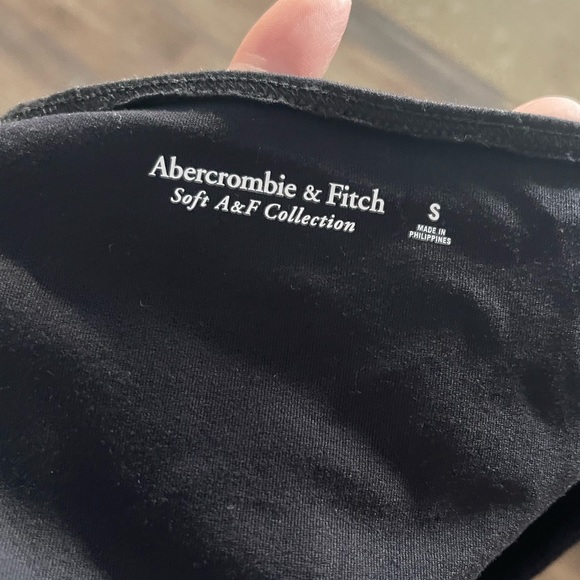 Abercrombie & Fitch
Soft A&F Collection
S
MADE IN
PHILIPPINES